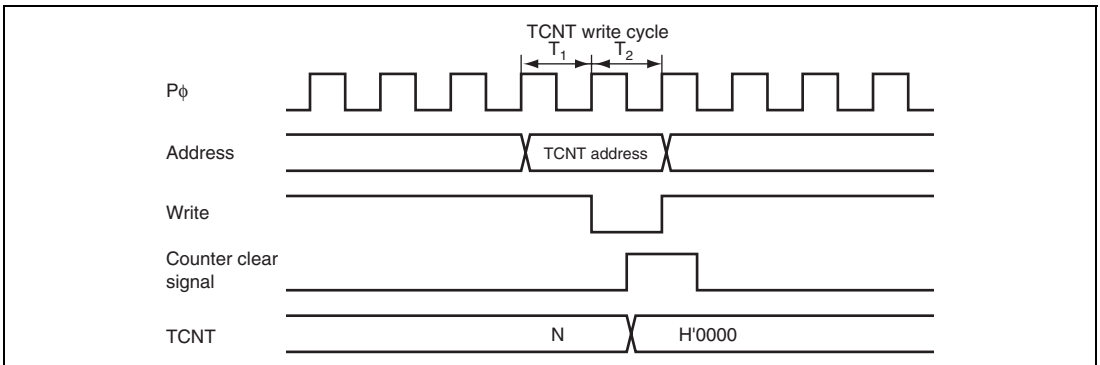 TCNT write cycle
T1 T2
Pϕ
Address
TCNT address
Write
Counter clear
signal
TCNT N H'0000